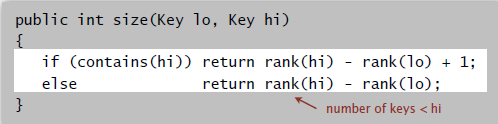 public int size(Key lo, Key hi)
{
if (contains(hi)) return rank(hi) - rank(lo) + 1;
else return rank(hi) - rank(lo);
}
number of keys < hi